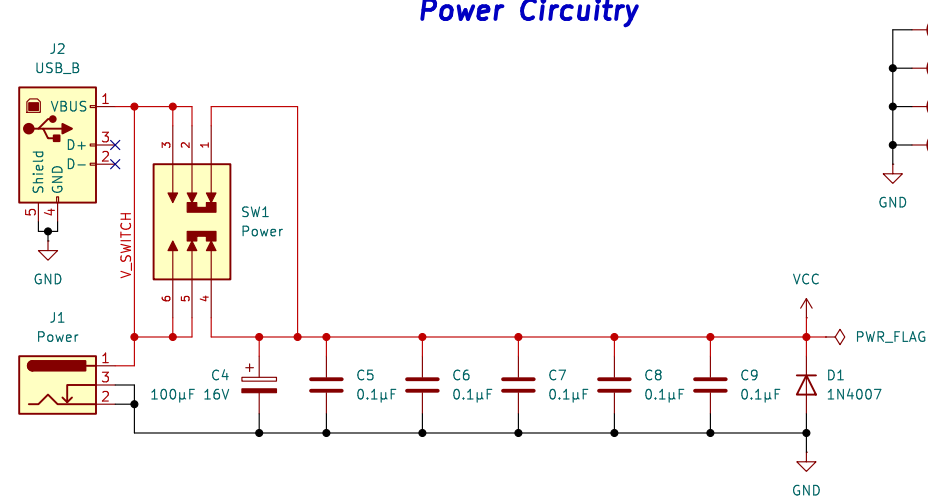 Power Circuitry
J2
USB_B
VBUS 1
D+ 3
D- 2
Shield
GND
5
4
GND
V_SWITCH
3
2
1
SW1
Power
6
5
4
GND
J1
Power
1
3
2
+
C4
100µF 16V
C5
0.1µF
C6
0.1µF
C7
0.1µF
C8
0.1µF
C9
0.1µF
VCC
PWR_FLAG
D1
1N4007
GND